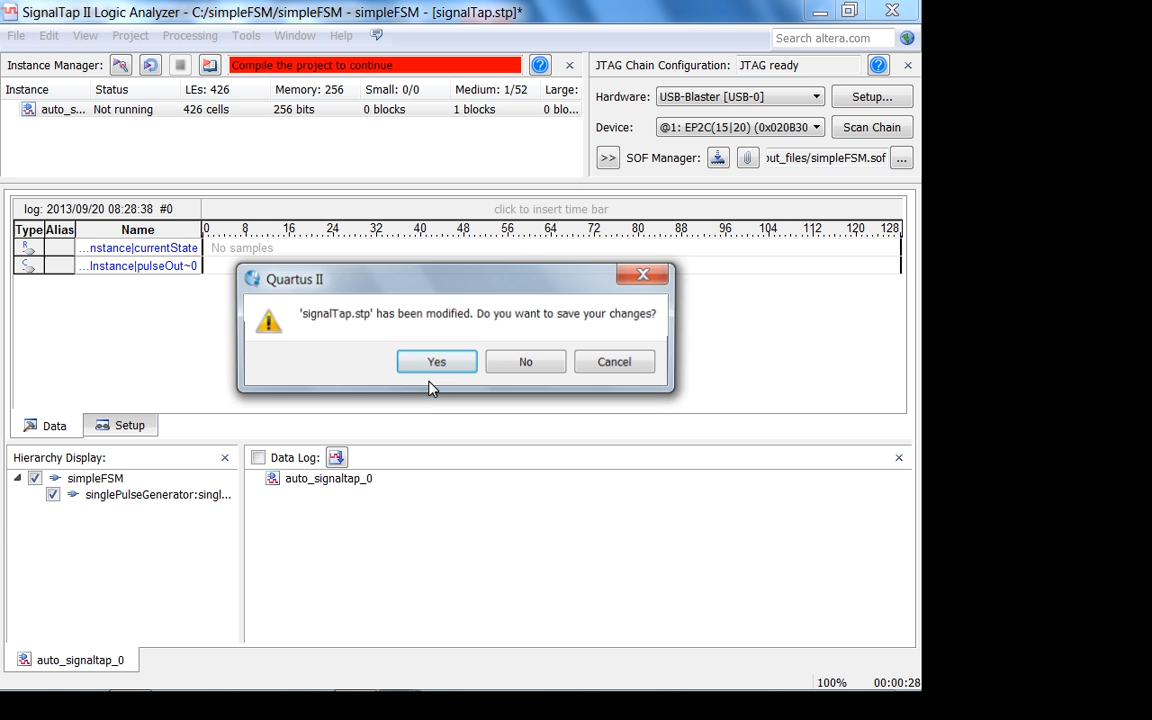 SignalTap II Logic Analyzer - C:/simpleFSM/simpleFSM - simpleFSM - [signalTap.stp]*
File Edit View Project Processing Tools Window Help
Search altera.com
Instance Manager:
Compile the project to continue
Instance Status LEs: 426 Memory: 256 Small: 0/0 Medium: 1/52 Large:
auto_s... Not running 426 cells 256 bits 0 blocks 1 blocks 0 blo...
JTAG Chain Configuration: JTAG ready
Hardware: USB-Blaster [USB-0] Setup...
Device: @1: EP2C(15|20) (0x020B30 Scan Chain
>> SOF Manager: out_files/simpleFSM.sof ...
log: 2013/09/20 08:28:38 #0 click to insert time bar
Type Alias Name 0 8 16 24 32 40 48 56 64 72 80 88 96 104 112 120 128
R ...nstance|currentState No samples
C ...Instance|pulseOut~0
Quartus II
'signalTap.stp' has been modified. Do you want to save your changes?
Yes No Cancel
Data Setup
Hierarchy Display:
simpleFSM
singlePulseGenerator:singl...
Data Log:
auto_signaltap_0
auto_signaltap_0
100% 00:00:28